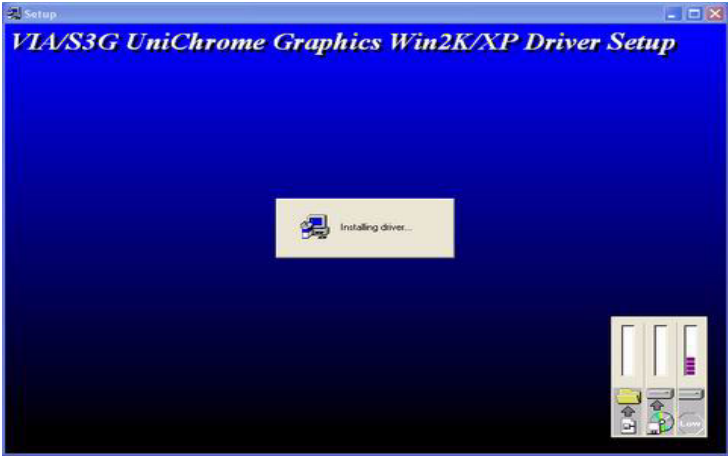 Setup
VIA/S3G UniChrome Graphics Win2K/XP Driver Setup
Installing driver...
Low